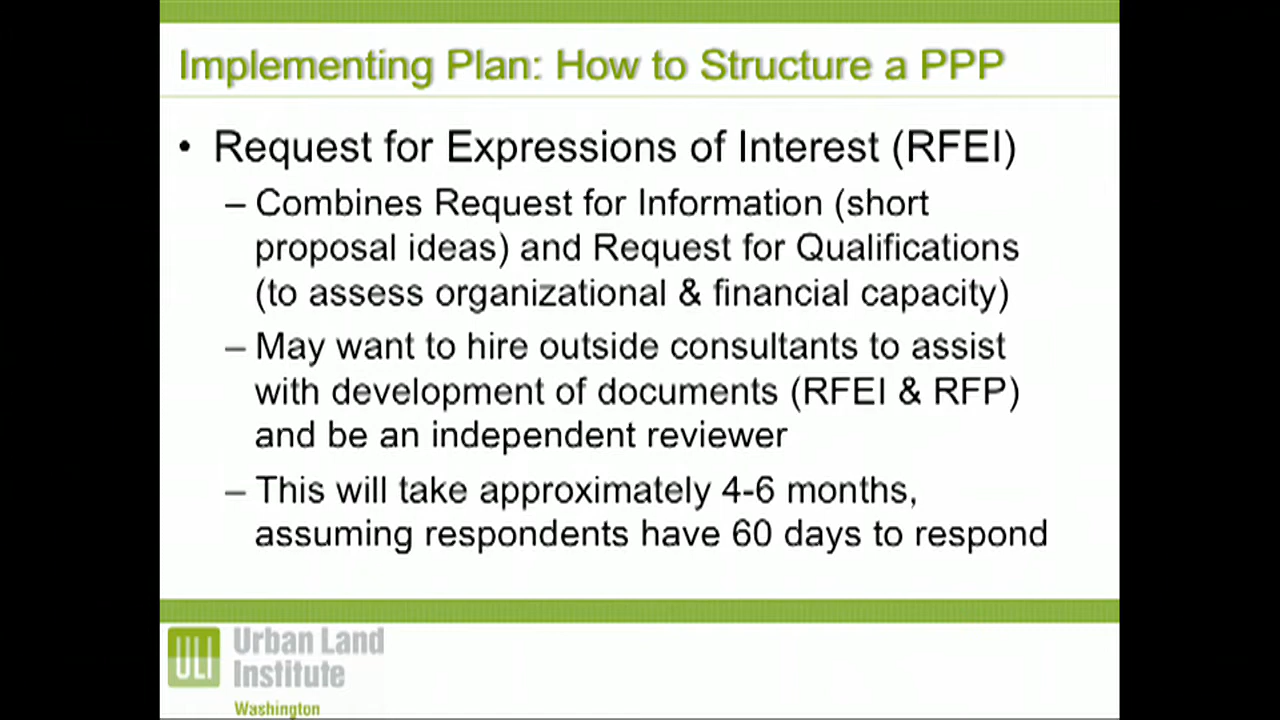 Implementing Plan: How to Structure a PPP
• Request for Expressions of Interest (RFEI)
– Combines Request for Information (short
proposal ideas) and Request for Qualifications
(to assess organizational & financial capacity)
– May want to hire outside consultants to assist
with development of documents (RFEI & RFP)
and be an independent reviewer
– This will take approximately 4-6 months,
assuming respondents have 60 days to respond
ULI Urban Land
Institute
Washington